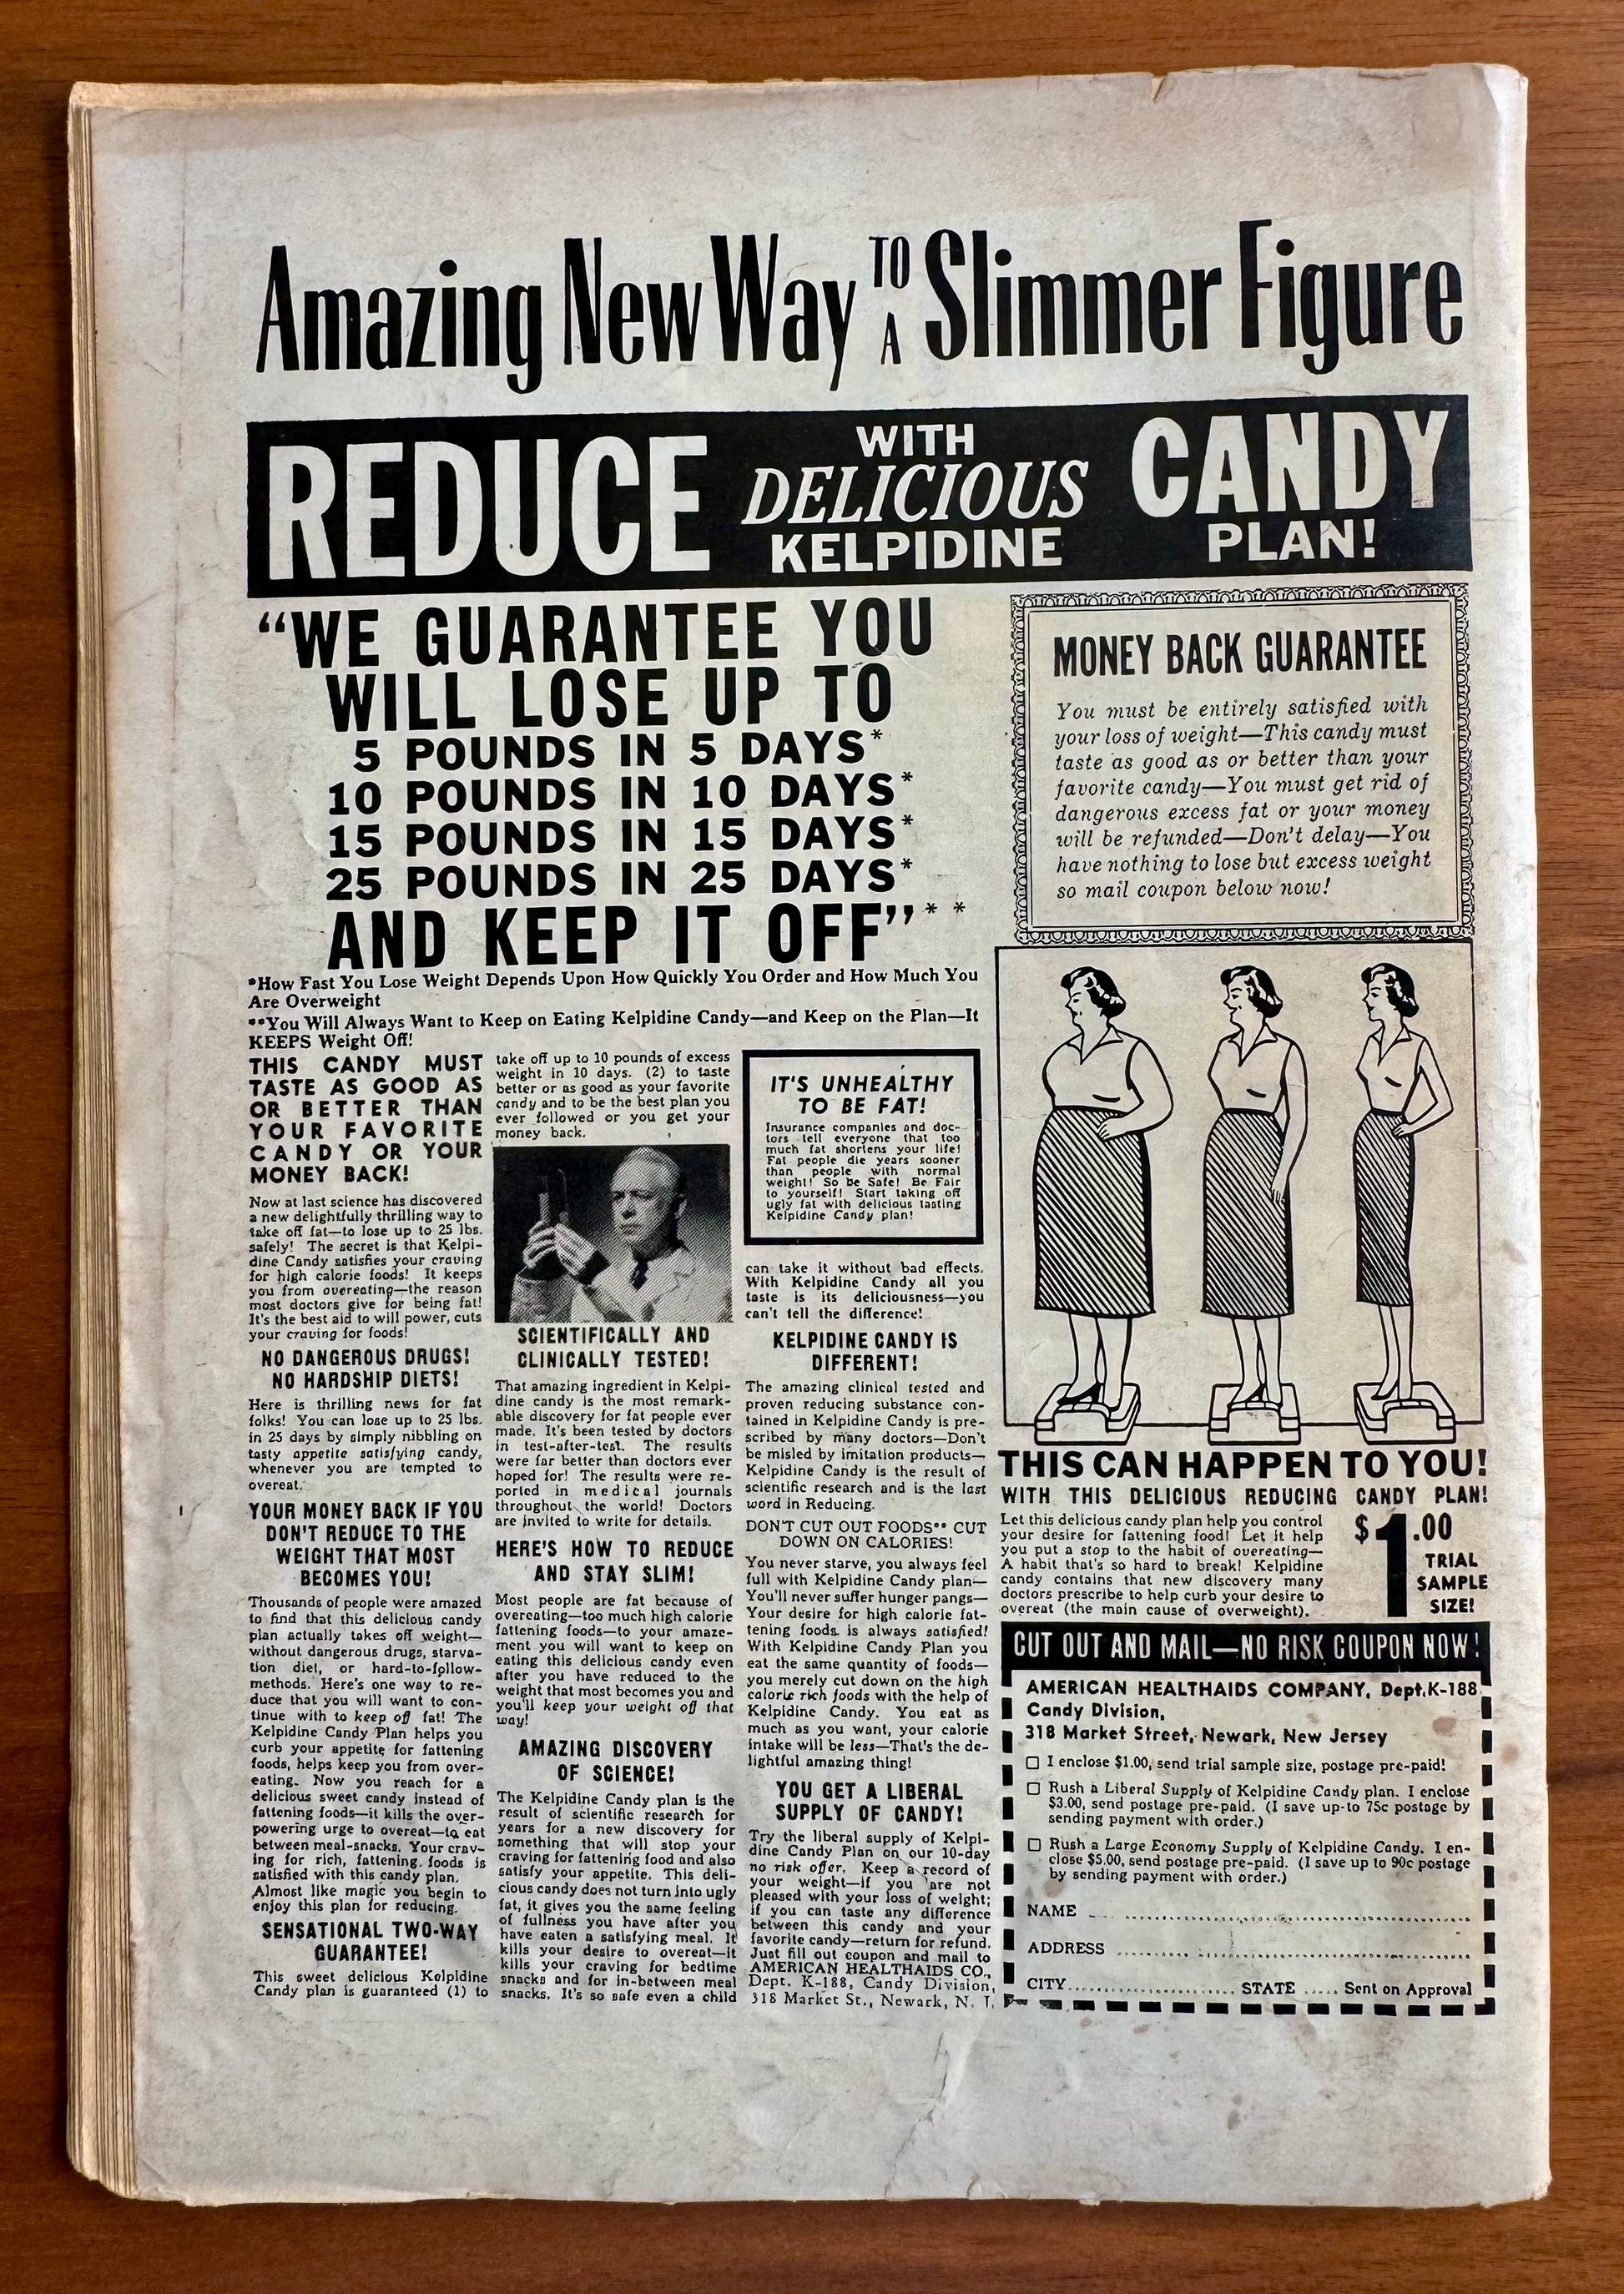 Amazing New Way TO A Slimmer Figure
REDUCE WITH DELICIOUS KELPIDINE CANDY PLAN!
“WE GUARANTEE YOU
WILL LOSE UP TO
5 POUNDS IN 5 DAYS*
10 POUNDS IN 10 DAYS*
15 POUNDS IN 15 DAYS*
25 POUNDS IN 25 DAYS*
AND KEEP IT OFF”**
*How Fast You Lose Weight Depends Upon How Quickly You Order and How Much You
Are Overweight
**You Will Always Want to Keep on Eating Kelpidine Candy—and Keep on the Plan—It
KEEPS Weight Off!
THIS CANDY MUST
TASTE AS GOOD AS
OR BETTER THAN
YOUR FAVORITE
CANDY OR YOUR
MONEY BACK!
Now at last science has discovered
a new delightfully thrilling way to
take off fat—to lose up to 25 lbs.
safely! The secret is that Kelpi-
dine Candy satisfies your craving
for high calorie foods! It keeps
you from overeating—the reason
most doctors give for being fat!
It's the best aid to will power, cuts
your craving for foods!
NO DANGEROUS DRUGS!
NO HARDSHIP DIETS!
Here is thrilling news for fat
folks! You can lose up to 25 lbs.
in 25 days by simply nibbling on
tasty appetite satisfying candy,
whenever you are tempted to
overeat.
YOUR MONEY BACK IF YOU
DON'T REDUCE TO THE
WEIGHT THAT MOST
BECOMES YOU!
Thousands of people were amazed
to find that this delicious candy
plan actually takes off weight—
without dangerous drugs, starva-
tion diet, or hard-to-follow-
methods. Here's one way to re-
duce that you will want to con-
tinue with to keep off fat! The
Kelpidine Candy Plan helps you
curb your appetite for fattening
foods, helps keep you from over-
eating. Now you reach for a
delicious sweet candy instead of
fattening foods—it kills the over-
powering urge to overeat—to eat
between meal-snacks. Your crav-
ing for rich, fattening foods is
satisfied with this candy plan.
Almost like magic you begin to
enjoy this plan for reducing.
SENSATIONAL TWO-WAY
GUARANTEE!
This sweet delicious Kelpidine
Candy plan is guaranteed (1) to
take off up to 10 pounds of excess
weight in 10 days. (2) to taste
better or as good as your favorite
candy and to be the best plan you
ever followed or you get your
money back.
SCIENTIFICALLY AND
CLINICALLY TESTED!
That amazing ingredient in Kelpi-
dine candy is the most remark-
able discovery for fat people ever
made. It's been tested by doctors
in test-after-test. The results
were far better than doctors ever
hoped for! The results were re-
ported in medical journals
throughout the world! Doctors
are invited to write for details.
HERE'S HOW TO REDUCE
AND STAY SLIM!
Most people are fat because of
overeating—too much high calorie
fattening foods—to your amaze-
ment you will want to keep on
eating this delicious candy even
after you have reduced to the
weight that most becomes you and
you'll keep your weight off that
way!
AMAZING DISCOVERY
OF SCIENCE!
The Kelpidine Candy plan is the
result of scientific research for
years for a new discovery for
something that will stop your
craving for fattening food and also
satisfy your appetite. This deli-
cious candy does not turn into ugly
fat, it gives you the same feeling
of fullness you have after you
have eaten a satisfying meal. It
kills your desire to overeat—it
kills your craving for bedtime
snacks and for in-between meal
snacks. It's so safe even a child
IT'S UNHEALTHY
TO BE FAT!
Insurance companies and doc-
tors tell everyone that too
much fat shortens your life!
Fat people die years sooner
than people with normal
weight! So be Safe! Be Fair
to yourself! Start taking off
ugly fat with delicious tasting
Kelpidine Candy plan!
can take it without bad effects.
With Kelpidine Candy all you
taste is its deliciousness—you
can't tell the difference!
KELPIDINE CANDY IS
DIFFERENT!
The amazing clinical tested and
proven reducing substance con-
tained in Kelpidine Candy is pre-
scribed by many doctors—Don't
be misled by imitation products—
Kelpidine Candy is the result of
scientific research and is the last
word in Reducing.
DON'T CUT OUT FOODS** CUT
DOWN ON CALORIES!
You never starve, you always feel
full with Kelpidine Candy plan—
You'll never suffer hunger pangs—
Your desire for high calorie fat-
tening foods is always satisfied!
With Kelpidine Candy Plan you
eat the same quantity of foods—
you merely cut down on the high
calorie rich foods with the help of
Kelpidine Candy. You eat as
much as you want, your calorie
intake will be less—That's the de-
lightful amazing thing!
YOU GET A LIBERAL
SUPPLY OF CANDY!
Try the liberal supply of Kelpi-
dine Candy Plan on our 10-day
no risk offer. Keep a record of
your weight—if you are not
pleased with your loss of weight;
if you can taste any difference
between this candy and your
favorite candy—return for refund.
Just fill out coupon and mail to
AMERICAN HEALTHAIDS CO.,
Dept. K-188, Candy Division,
318 Market St., Newark, N. J.
MONEY BACK GUARANTEE
You must be entirely satisfied with
your loss of weight—This candy must
taste as good as or better than your
favorite candy—You must get rid of
dangerous excess fat or your money
will be refunded—Don't delay—You
have nothing to lose but excess weight
so mail coupon below now!
THIS CAN HAPPEN TO YOU!
WITH THIS DELICIOUS REDUCING CANDY PLAN!
Let this delicious candy plan help you control
your desire for fattening food! Let it help
you put a stop to the habit of overeating—
A habit that's so hard to break! Kelpidine
candy contains that new discovery many
doctors prescribe to help curb your desire to
overeat (the main cause of overweight).
$1.00
TRIAL
SAMPLE
SIZE!
CUT OUT AND MAIL—NO RISK COUPON NOW!
AMERICAN HEALTHAIDS COMPANY, Dept.K-188
Candy Division,
318 Market Street, Newark, New Jersey
☐ I enclose $1.00, send trial sample size, postage pre-paid!
☐ Rush a Liberal Supply of Kelpidine Candy plan. I enclose
$3.00, send postage pre-paid. (I save up-to 75c postage by
sending payment with order.)
☐ Rush a Large Economy Supply of Kelpidine Candy. I en-
close $5.00, send postage pre-paid. (I save up to 90c postage
by sending payment with order.)
NAME
ADDRESS
CITY STATE Sent on Approval